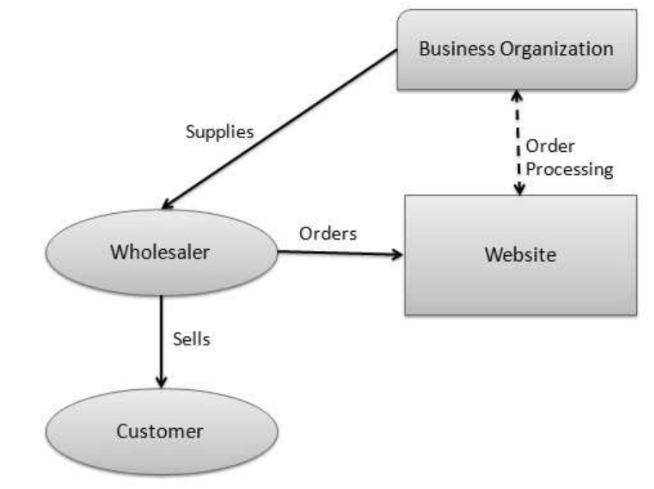 Business Organization
Supplies
Order
Processing
Orders
Wholesaler
Website
Sells
Customer